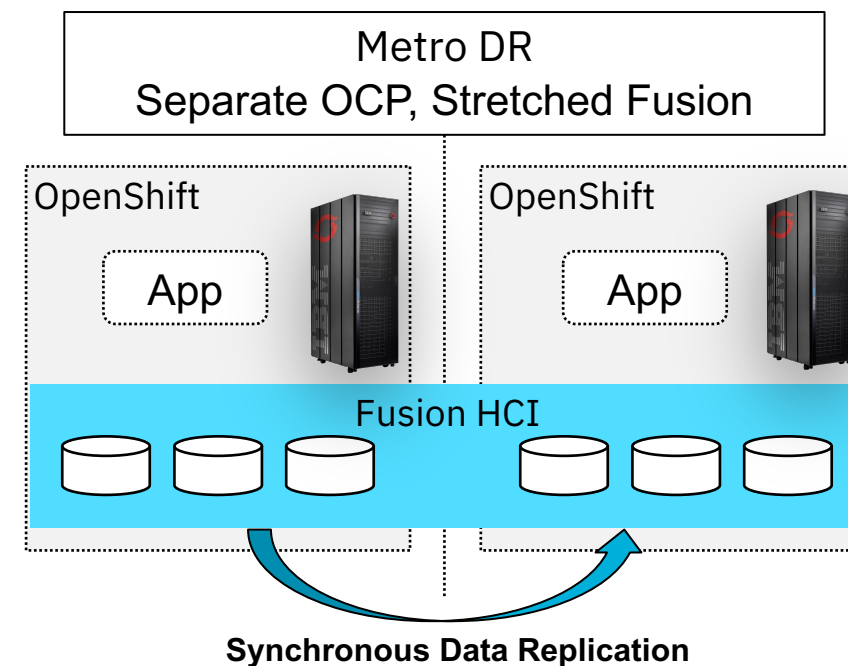 Metro DR
Separate OCP, Stretched Fusion
OpenShift
OpenShift
App
App
Fusion HCI
Synchronous Data Replication